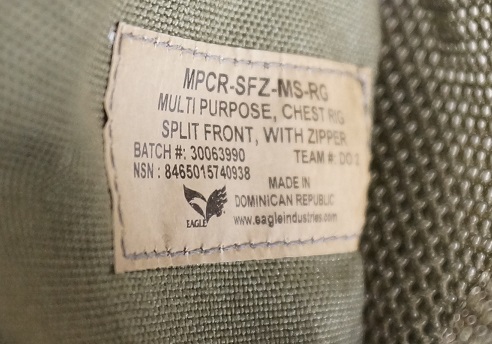 MPCR-SFZ-MS-RG
MULTI PURPOSE, CHEST RIG
SPLIT FRONT, WITH ZIPPER
BATCH #: 30063990 TEAM #: DO 2
NSN : 8465015740938
MADE IN
DOMINICAN REPUBLIC
EAGLE www.eagleindustries.com